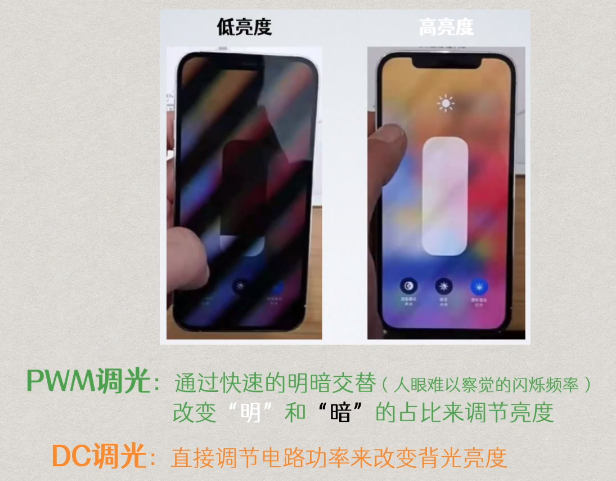 低亮度
高亮度
PWM调光：通过快速的明暗交替（人眼难以察觉的闪烁频率）
改变“明”和“暗”的占比来调节亮度
DC调光：直接调节电路功率来改变背光亮度